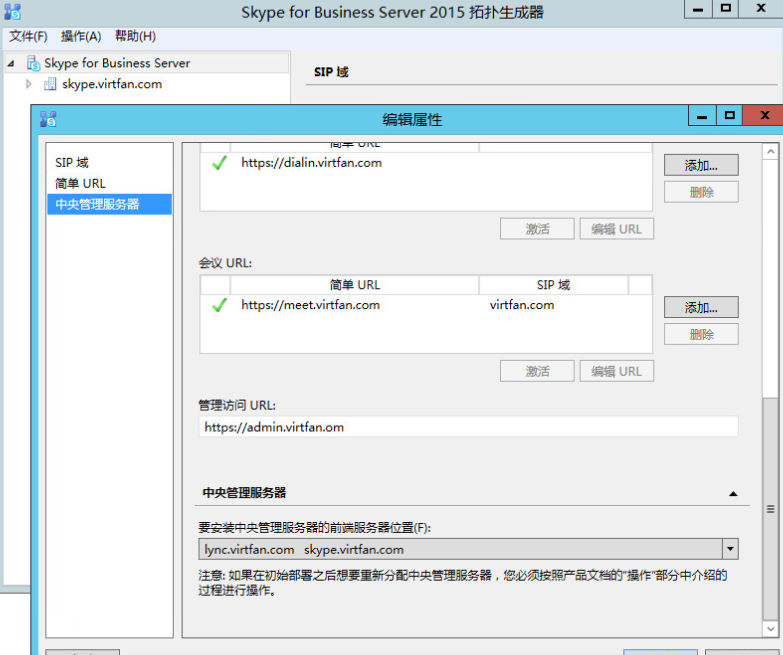 Skype for Business Server 2015 拓扑生成器
文件(F) 操作(A) 帮助(H)
Skype for Business Server
skype.virtfan.com
SIP 域
编辑属性
SIP 域
简单 URL
中央管理服务器
简单 URL
https://dialin.virtfan.com
添加...
删除
激活 编辑 URL
会议 URL:
简单 URL SIP 域
https://meet.virtfan.com virtfan.com
添加...
删除
激活 编辑 URL
管理访问 URL:
https://admin.virtfan.om
中央管理服务器
要安装中央管理服务器的前端服务器位置(F):
lync.virtfan.com skype.virtfan.com
注意: 如果在初始部署之后想要重新分配中央管理服务器，您必须按照产品文档的“操作”部分中介绍的
过程进行操作。